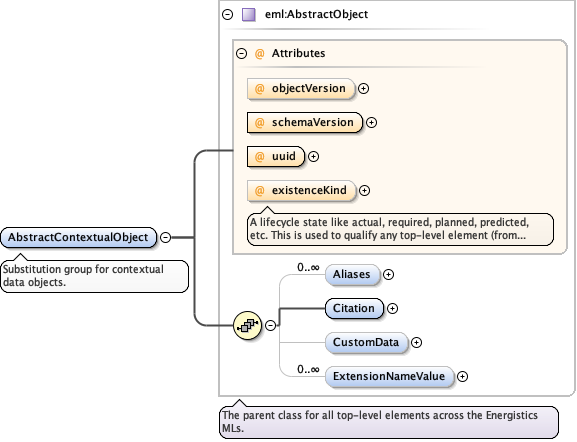 eml:AbstractObject
@ Attributes
@ objectVersion
@ schemaVersion
@ uuid
@ existenceKind
A lifecycle state like actual, required, planned, predicted,
etc. This is used to qualify any top-level element (from...
AbstractContextualObject
Substitution group for contextual
data objects.
0..∞
Aliases
Citation
CustomData
0..∞
ExtensionNameValue
The parent class for all top-level elements across the Energistics
MLs.